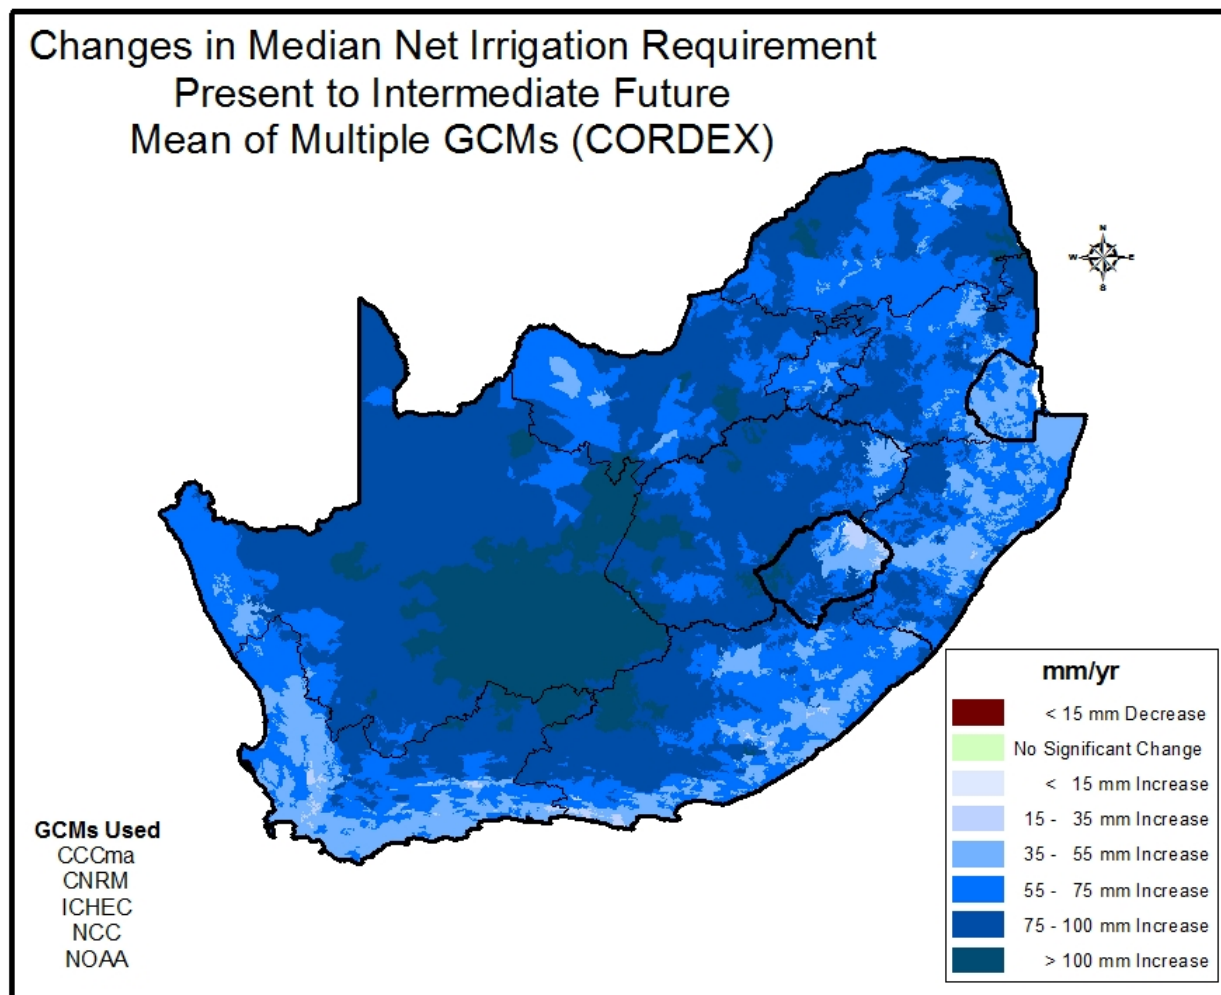 Changes in Median Net Irrigation Requirement
Present to Intermediate Future
Mean of Multiple GCMs (CORDEX)
N
W E
S
mm/yr
< 15 mm Decrease
No Significant Change
< 15 mm Increase
15 - 35 mm Increase
35 - 55 mm Increase
55 - 75 mm Increase
75 - 100 mm Increase
> 100 mm Increase
GCMs Used
CCCma
CNRM
ICHEC
NCC
NOAA